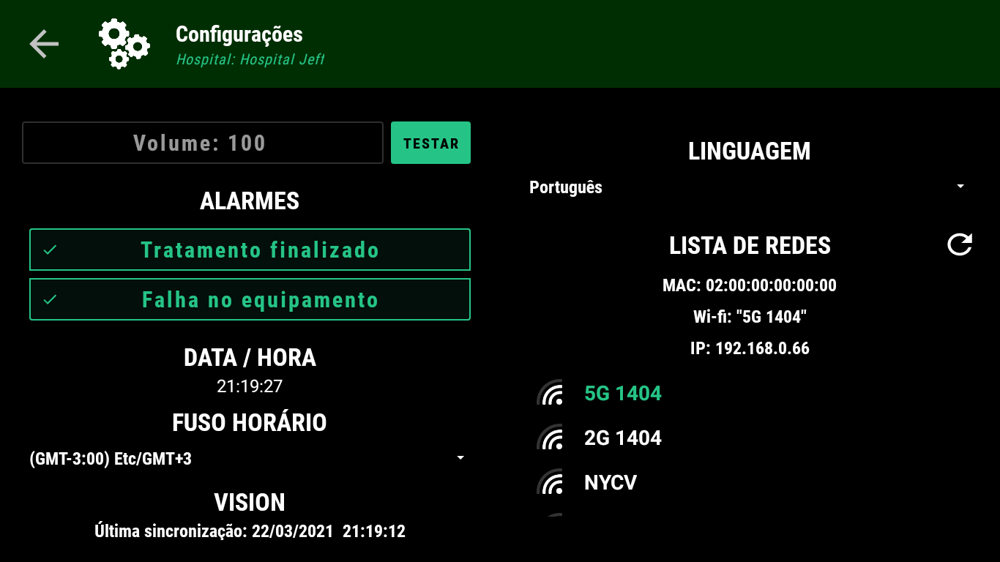 Configurações
Hospital: Hospital Jeff
Volume: 100
TESTAR
ALARMES
Tratamento finalizado
Falha no equipamento
DATA / HORA
21:19:27
FUSO HORÁRIO
(GMT-3:00) Etc/GMT+3
VISION
Última sincronização: 22/03/2021 21:19:12
LINGUAGEM
Português
LISTA DE REDES
MAC: 02:00:00:00:00:00
Wi-fi: "5G 1404"
IP: 192.168.0.66
5G 1404
2G 1404
NYCV